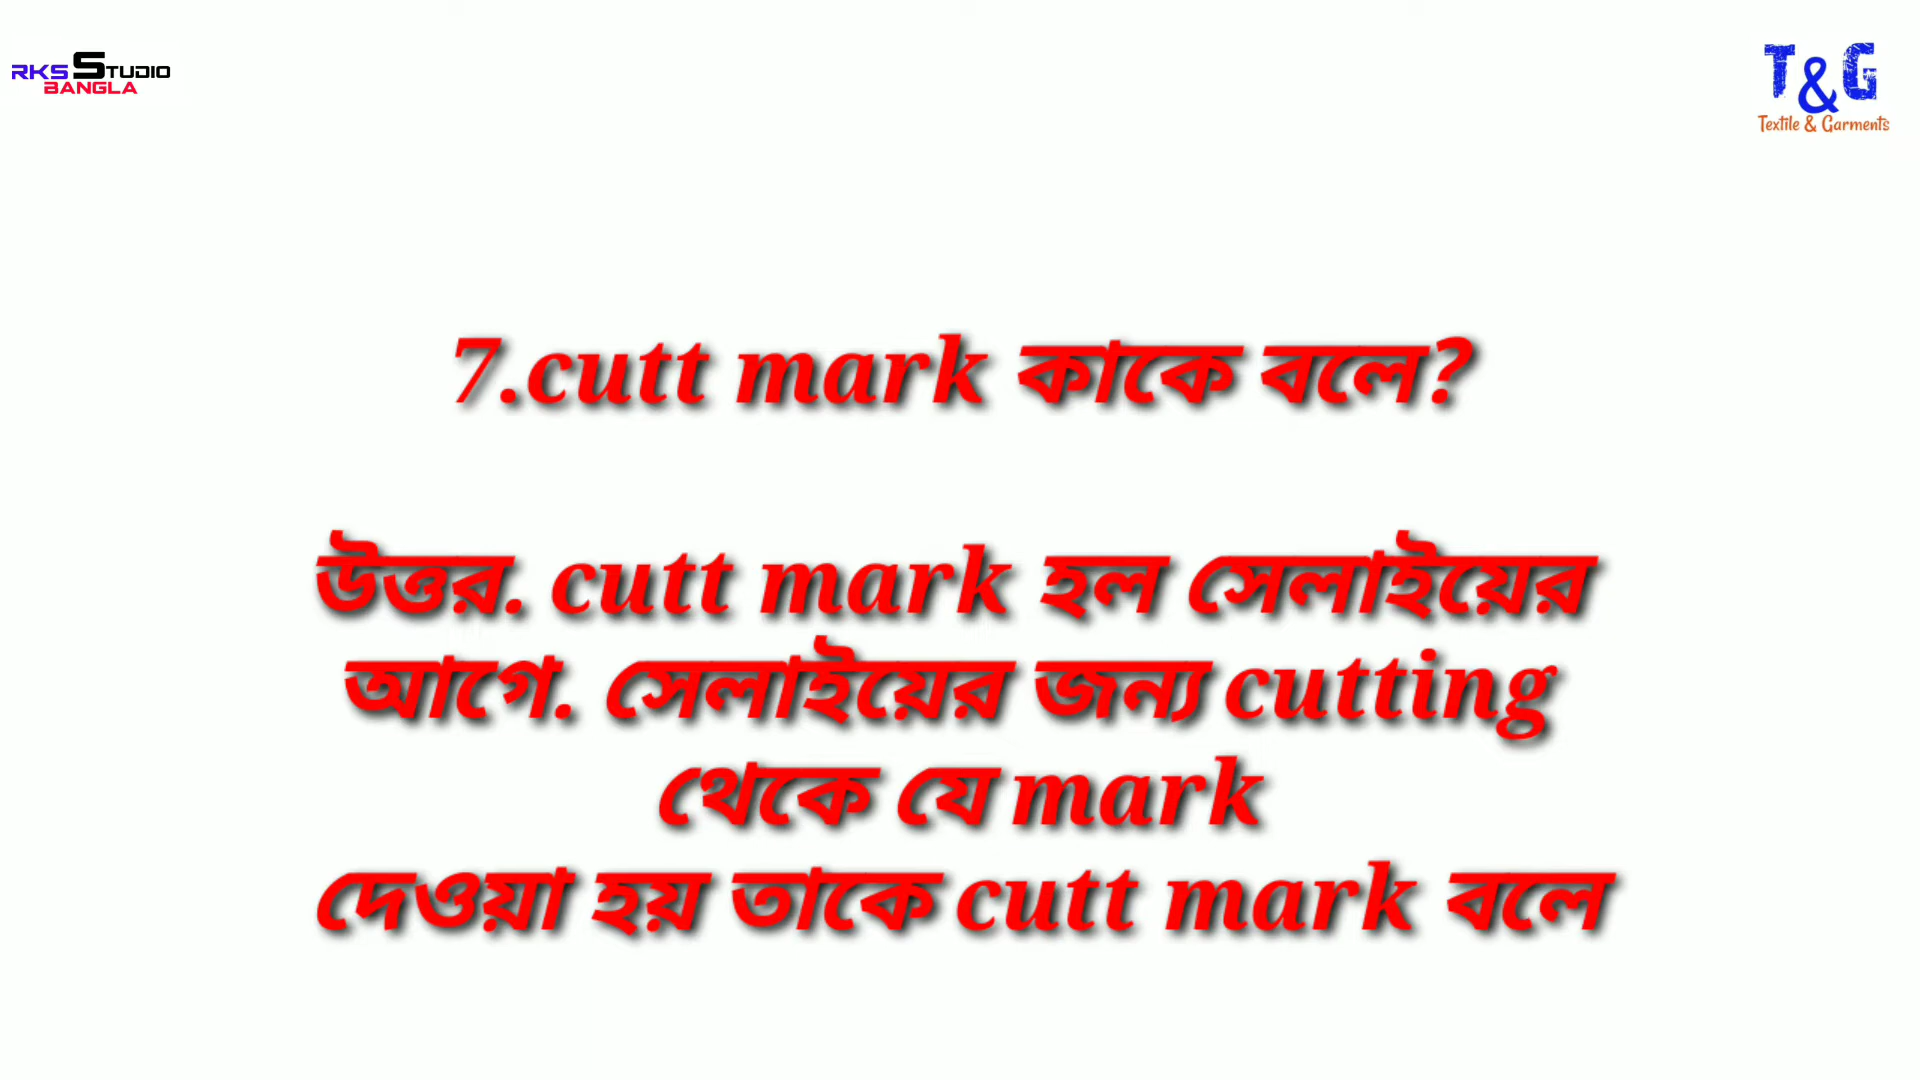 RKS STUDIO
BANGLA
T&G
Textile & Garments
7.cutt mark কাকে বলে?
উত্তর. cutt mark হল সেলাইয়ের
আগে. সেলাইয়ের জন্য cutting
থেকে যে mark
দেওয়া হয় তাকে cutt mark বলে